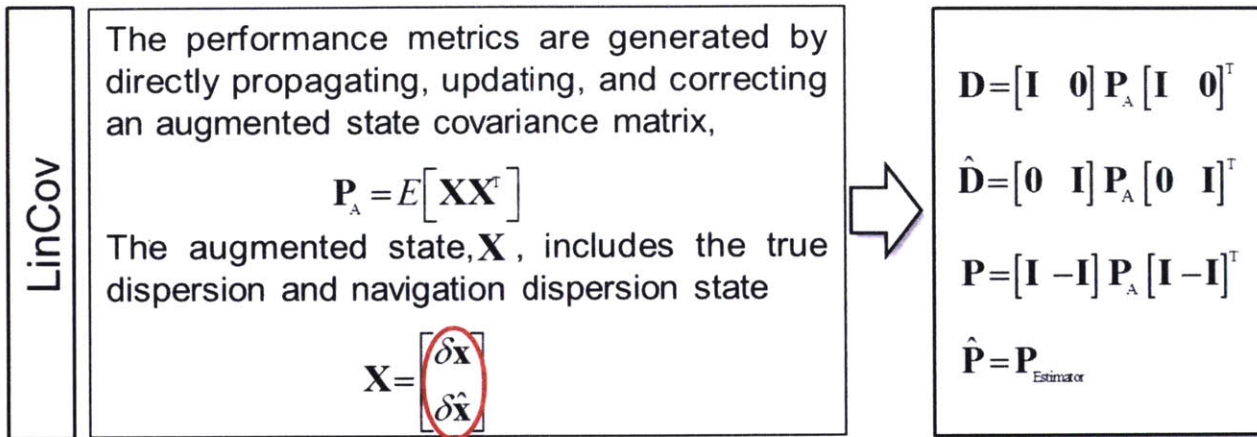 LinCov
The performance metrics are generated by
directly propagating, updating, and correcting
an augmented state covariance matrix,
P_A = E[XXᵀ]
The augmented state, X , includes the true
dispersion and navigation dispersion state
X = [δx
δx̂]
D = [I 0] P_A [I 0]ᵀ
D̂ = [0 I] P_A [0 I]ᵀ
P = [I −I] P_A [I −I]ᵀ
P̂ = P_Estimator